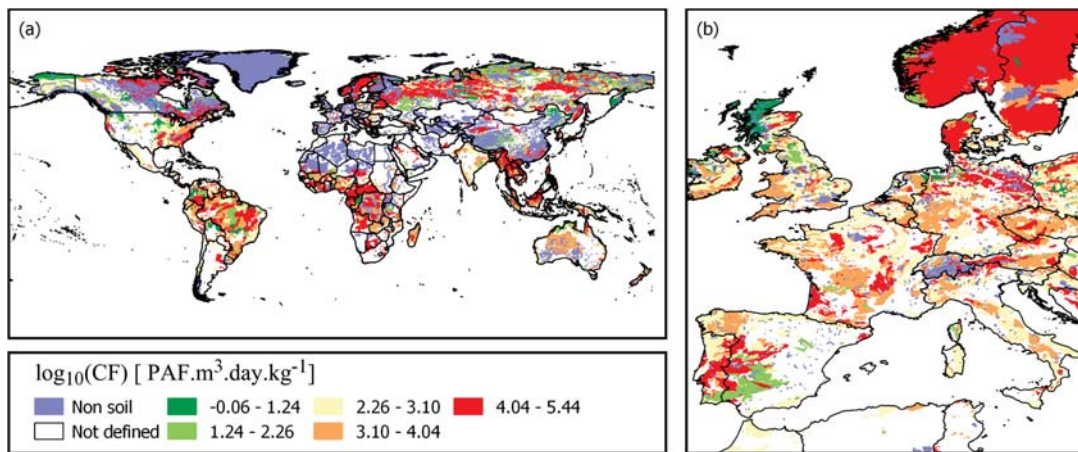 (a)
(b)
log₁₀(CF) [ PAF.m³.day.kg⁻¹]
Non soil
-0.06 - 1.24
2.26 - 3.10
4.04 - 5.44
Not defined
1.24 - 2.26
3.10 - 4.04